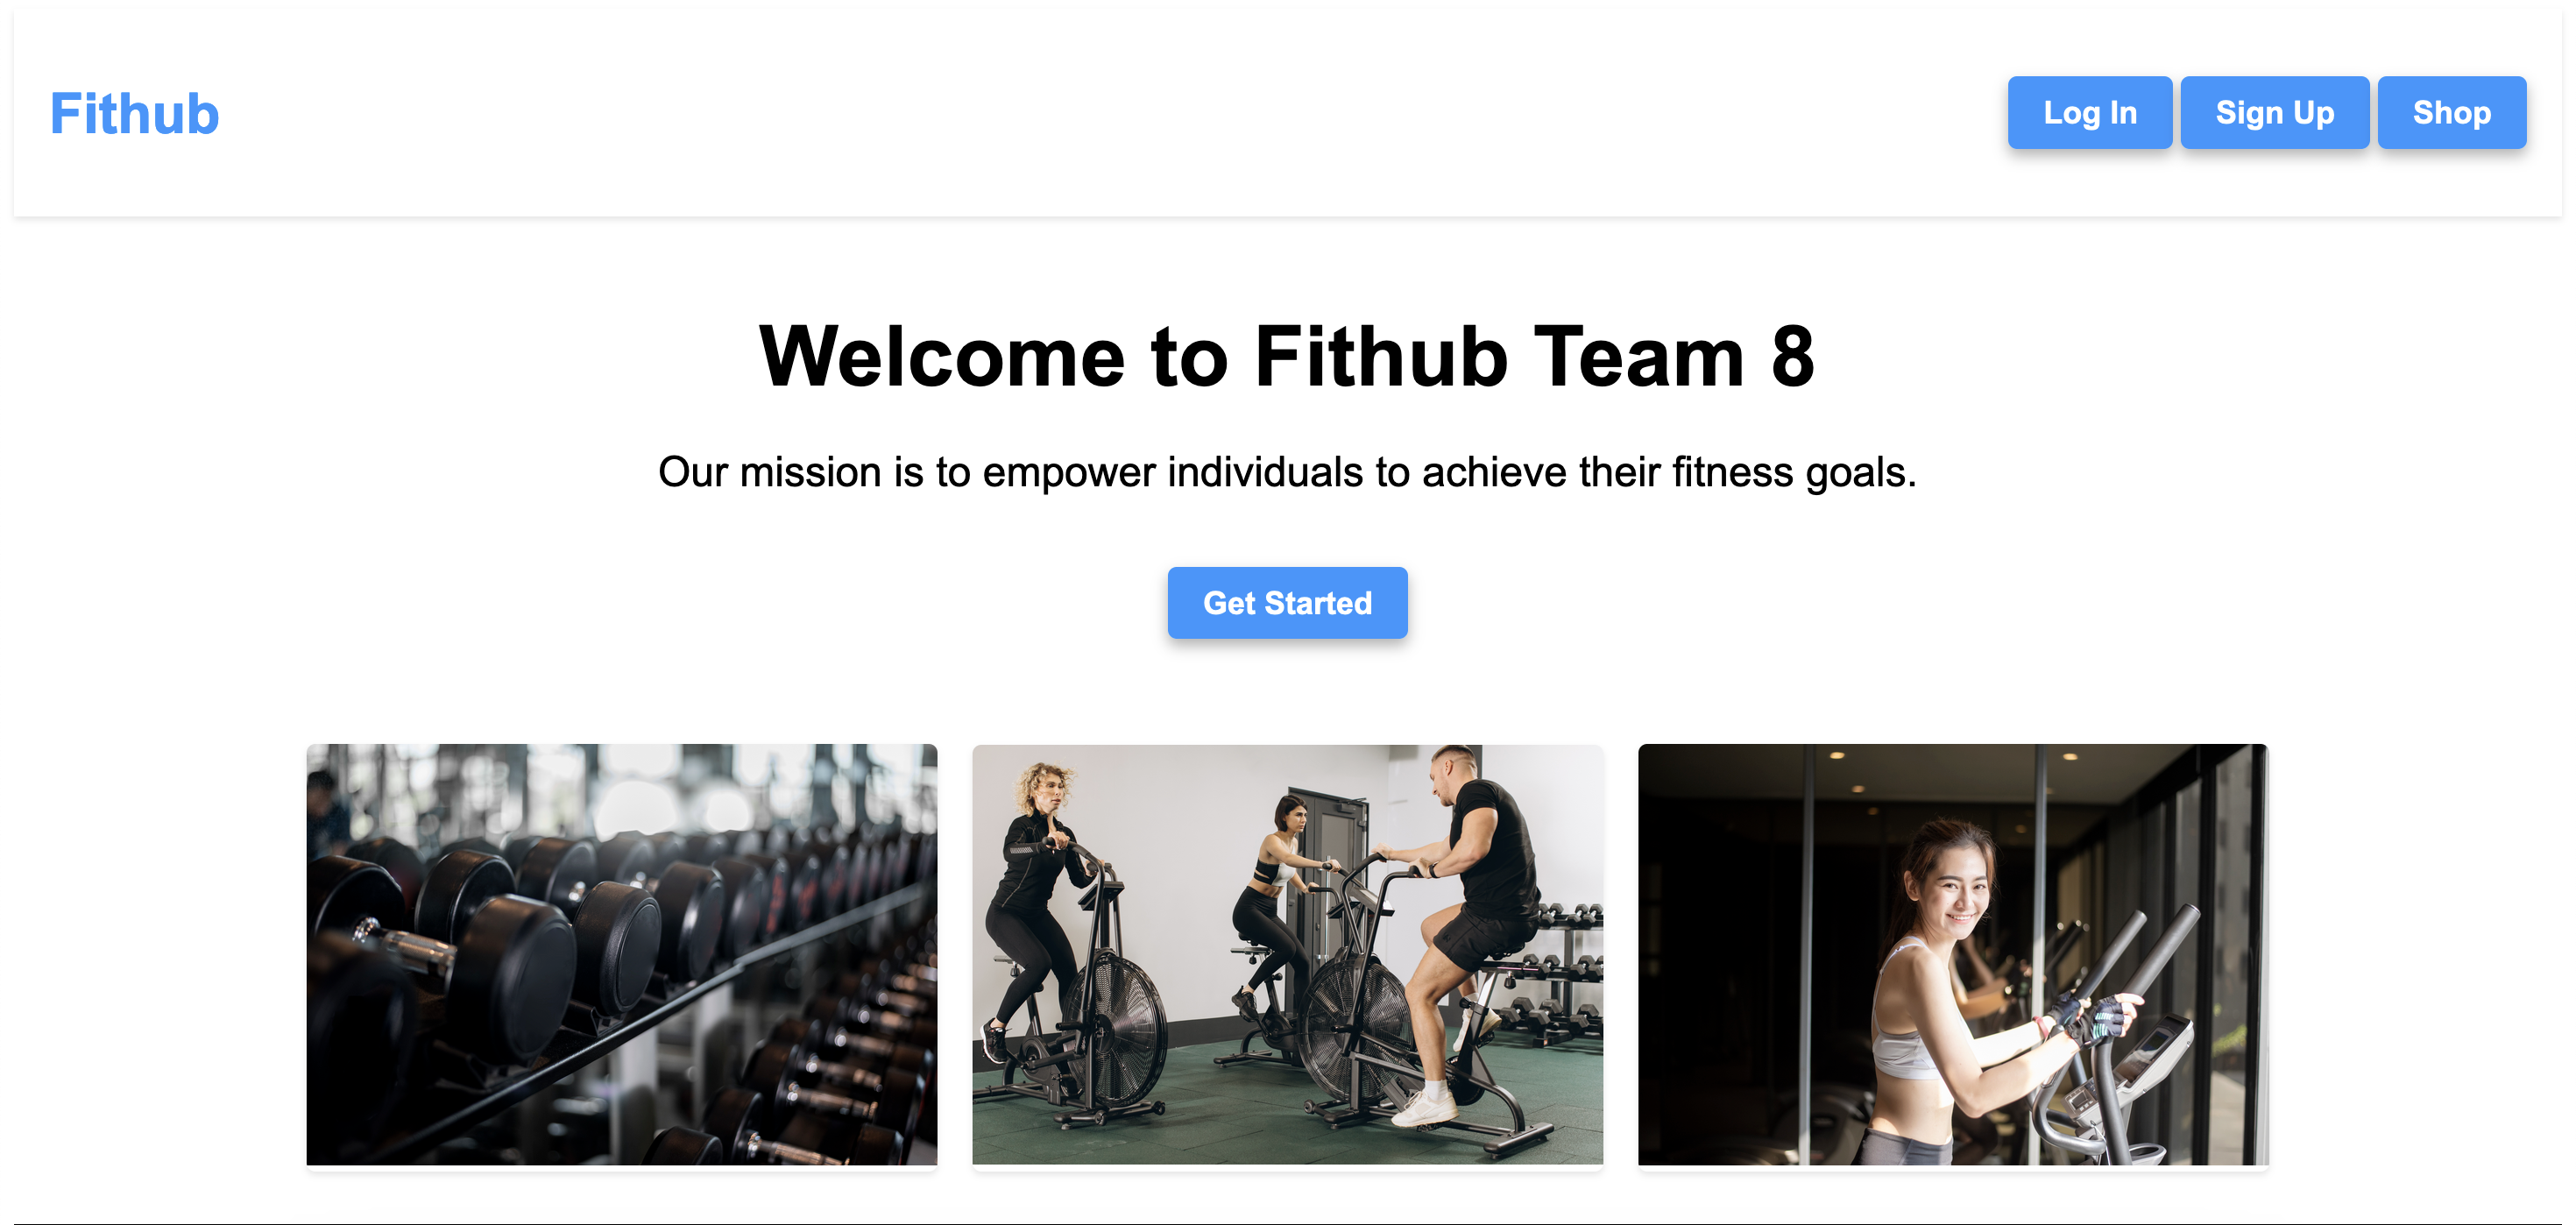 Fithub
Log In
Sign Up
Shop
Welcome to Fithub Team 8
Our mission is to empower individuals to achieve their fitness goals.
Get Started